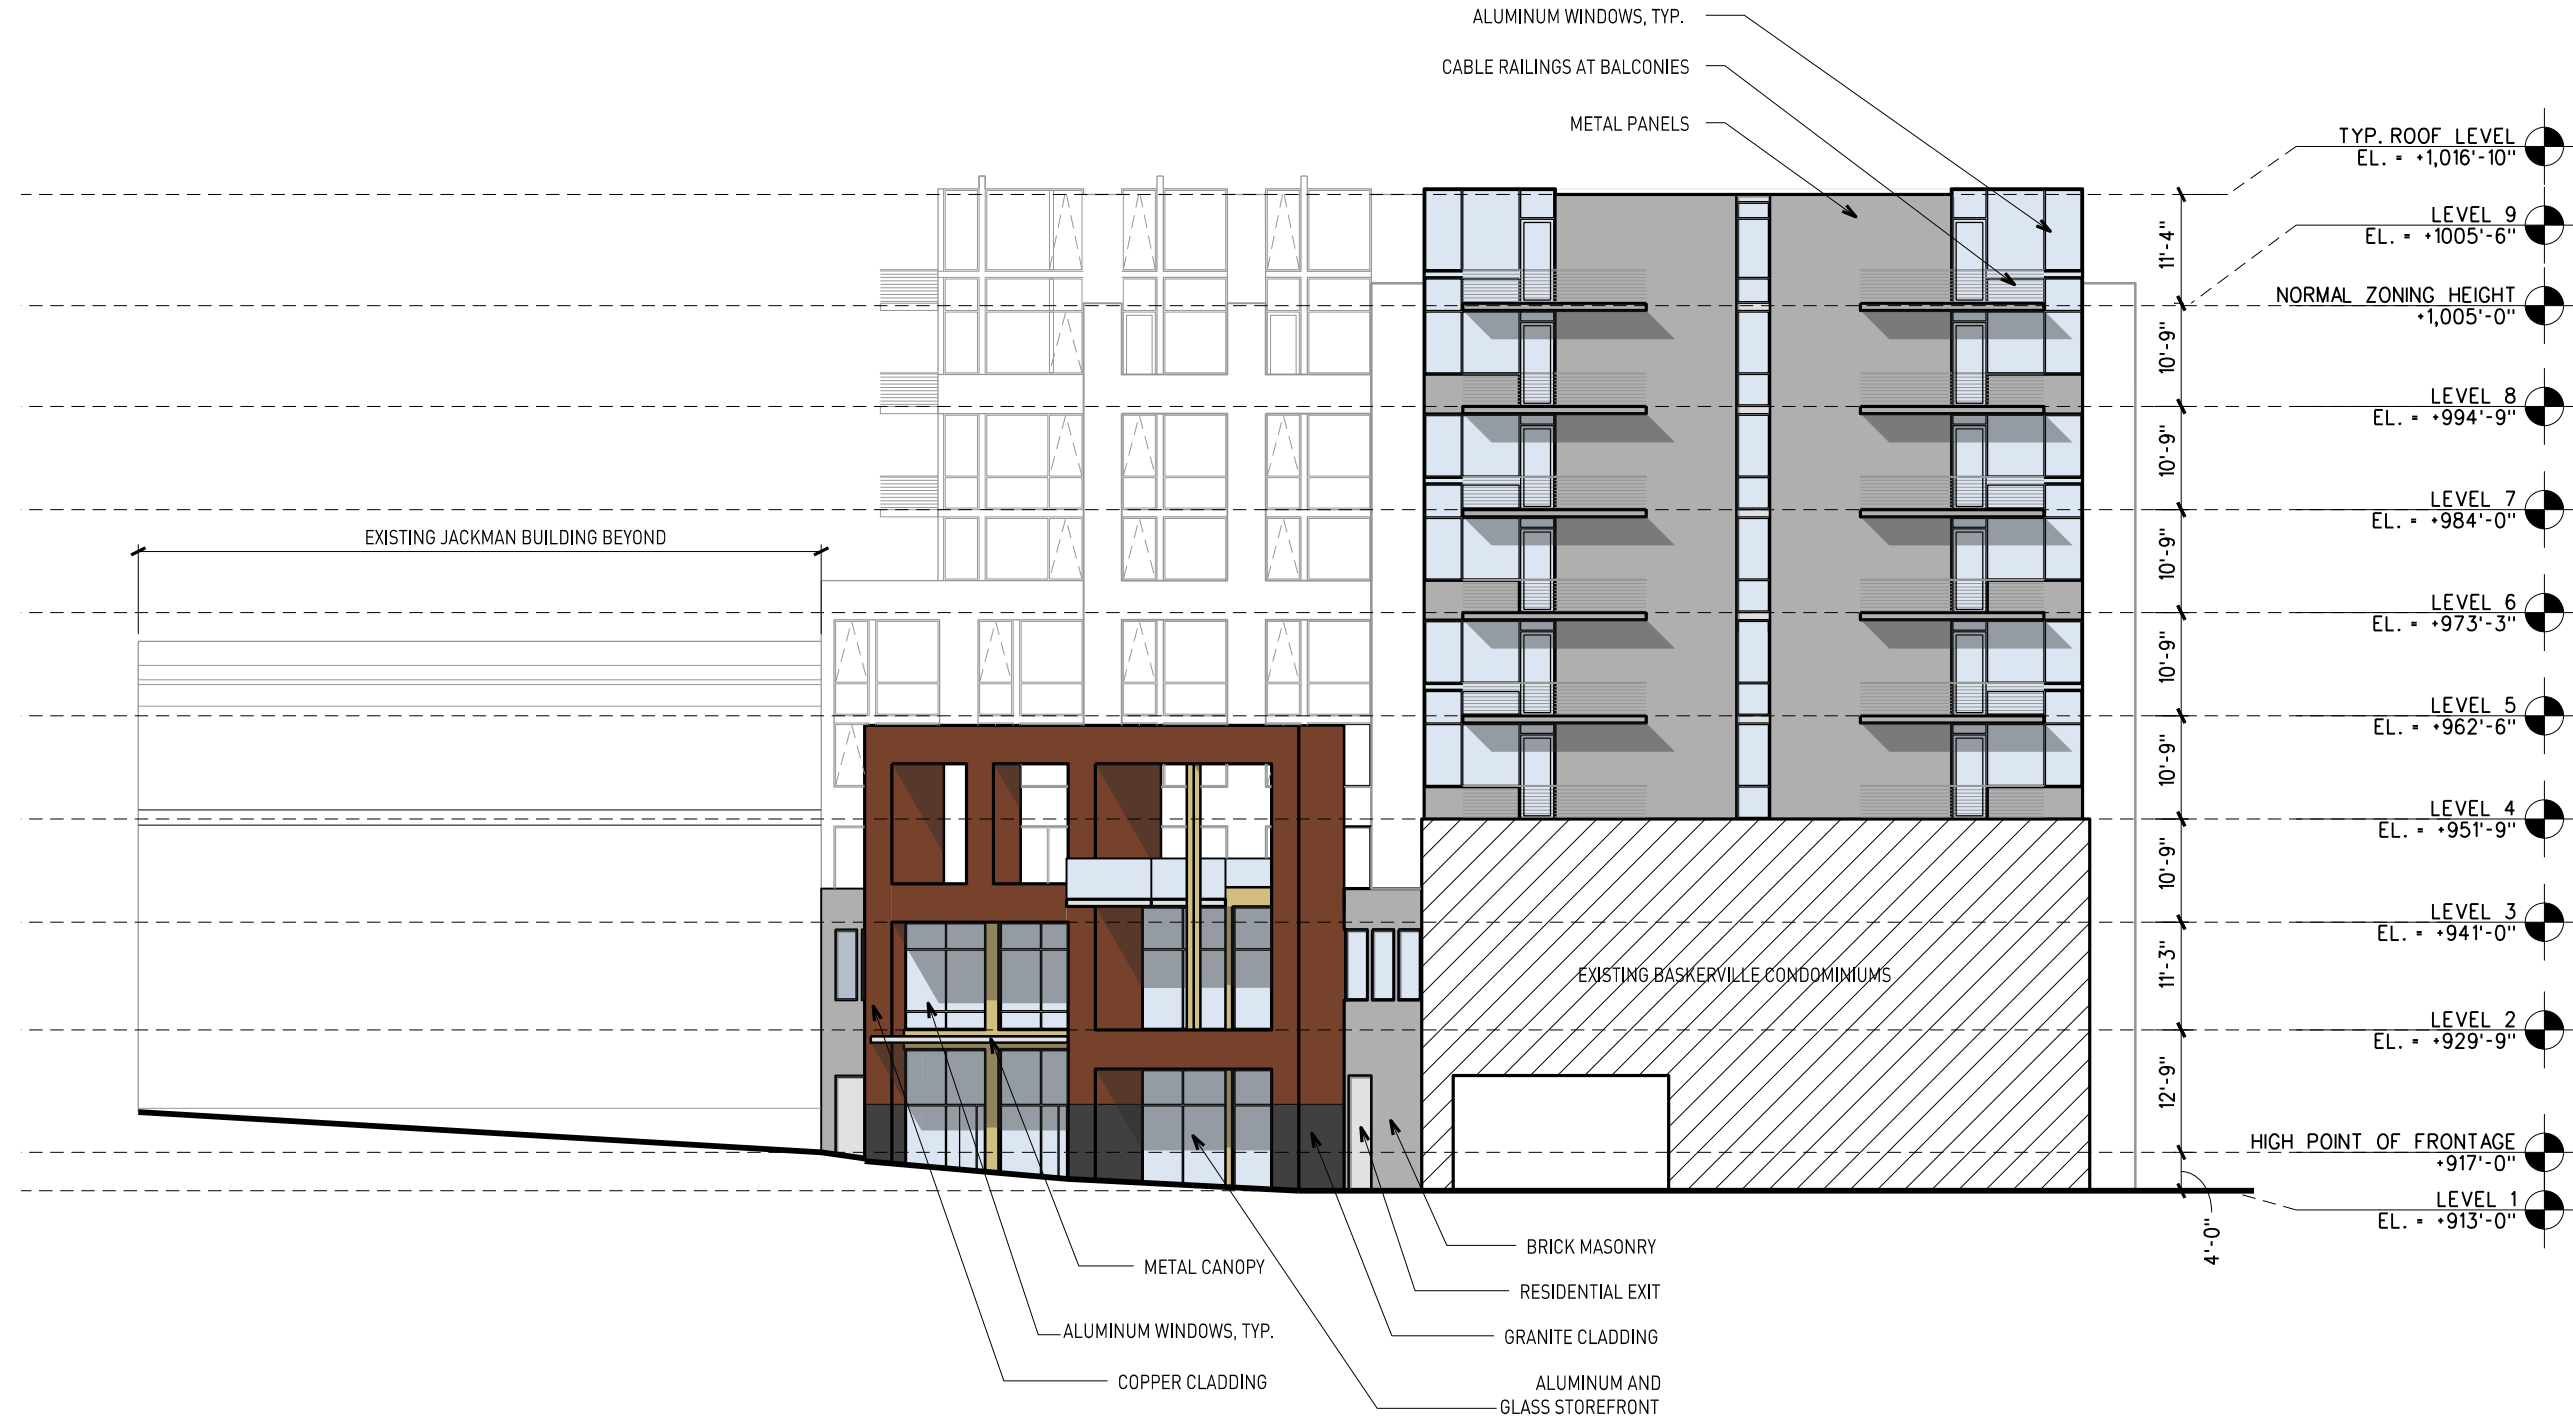 ALUMINUM WINDOWS, TYP.
CABLE RAILINGS AT BALCONIES
METAL PANELS
TYP. ROOF LEVEL
EL. = +1,016'-10"
LEVEL 9
EL. = +1005'-6"
11'-4"
NORMAL ZONING HEIGHT
+1,005'-0"
10'-9"
LEVEL 8
EL. = +994'-9"
10'-9"
LEVEL 7
EL. = +984'-0"
EXISTING JACKMAN BUILDING BEYOND
10'-9"
LEVEL 6
EL. = +973'-3"
10'-9"
LEVEL 5
EL. = +962'-6"
10'-9"
LEVEL 4
EL. = +951'-9"
10'-9"
LEVEL 3
EL. = +941'-0"
11'-3"
EXISTING BASKERVILLE CONDOMINIUMS
LEVEL 2
EL. = +929'-9"
12'-9"
HIGH POINT OF FRONTAGE
+917'-0"
LEVEL 1
EL. = +913'-0"
4'-0"
BRICK MASONRY
METAL CANOPY
RESIDENTIAL EXIT
ALUMINUM WINDOWS, TYP.
GRANITE CLADDING
COPPER CLADDING
ALUMINUM AND
GLASS STOREFRONT